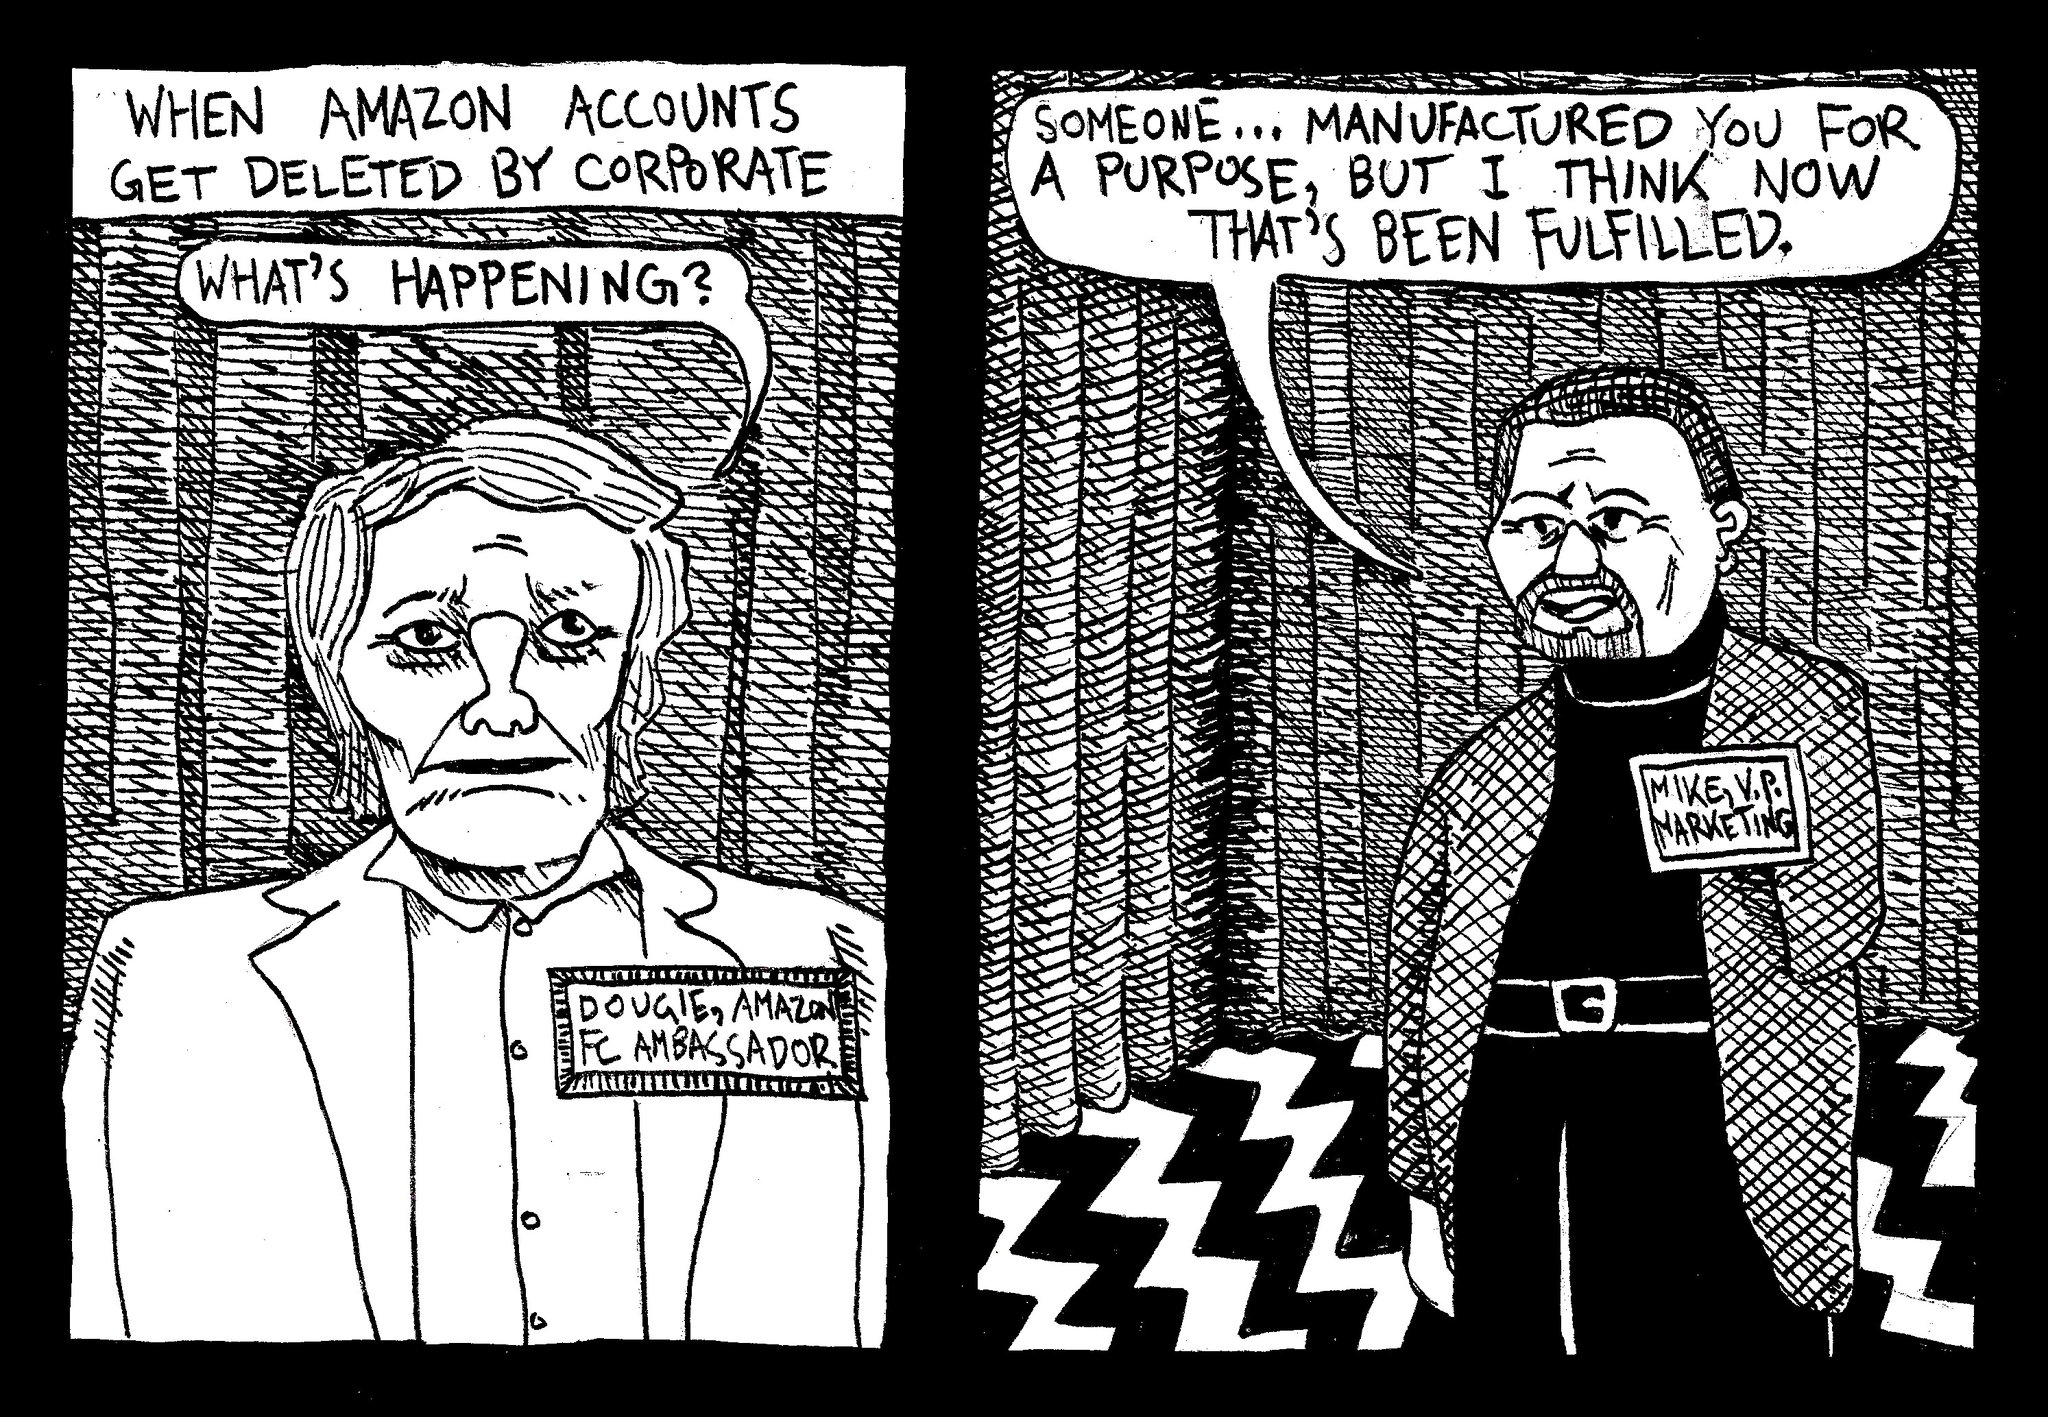 WHEN AMAZON ACCOUNTS
GET DELETED BY CORPORATE
WHAT'S HAPPENING?
DOUGIE, AMAZON
FC AMBASSADOR
SOMEONE... MANUFACTURED YOU FOR
A PURPOSE, BUT I THINK NOW
THAT'S BEEN FULFILLED.
MIKE, V.P.
MARKETING